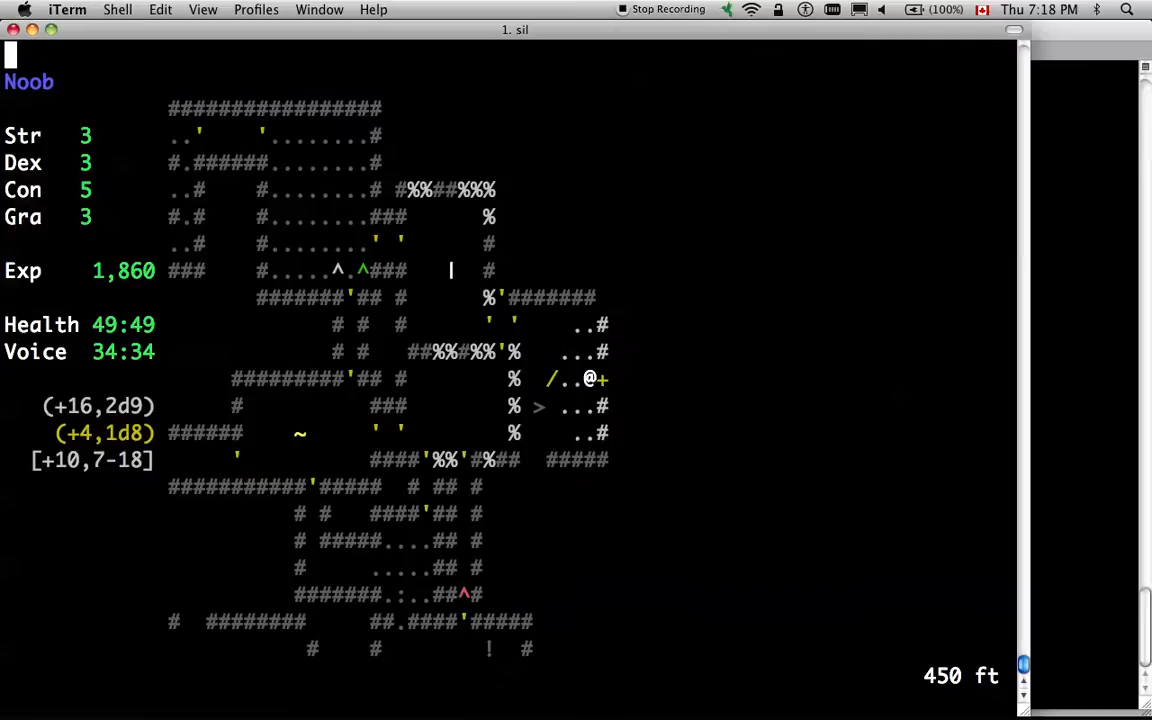 iTerm Shell Edit View Profiles Window Help Stop Recording (100%) Thu 7:18 PM
1. sil
Noob
################
..'    '........#
Str 3
#.######........#
Dex 3
..#    #........# #%%##%%%
Con 5
#.#    #........###      %
Gra 3
..#    #........' '      #
###    #.....^.^###   |  #
Exp 1,860
#######'## #      %'#######
# #  #      ' '    ..#
Health 49:49
# #   ##%%#%%'%   ...#
Voice 34:34
##########'## #        %  /..@+
(+16,2d9)
#          ###       % > ...#
(+4,1d8)
######    ~     ' '        %     ..#
[+10,7-18]
'          ####'%%'#%##  #####
###########'##### # ## #
# #   ####'## #
# #####....## #
#     .....## #
#######.:..##^#
# ########     ##.####'#####
#    #        !  #
450 ft